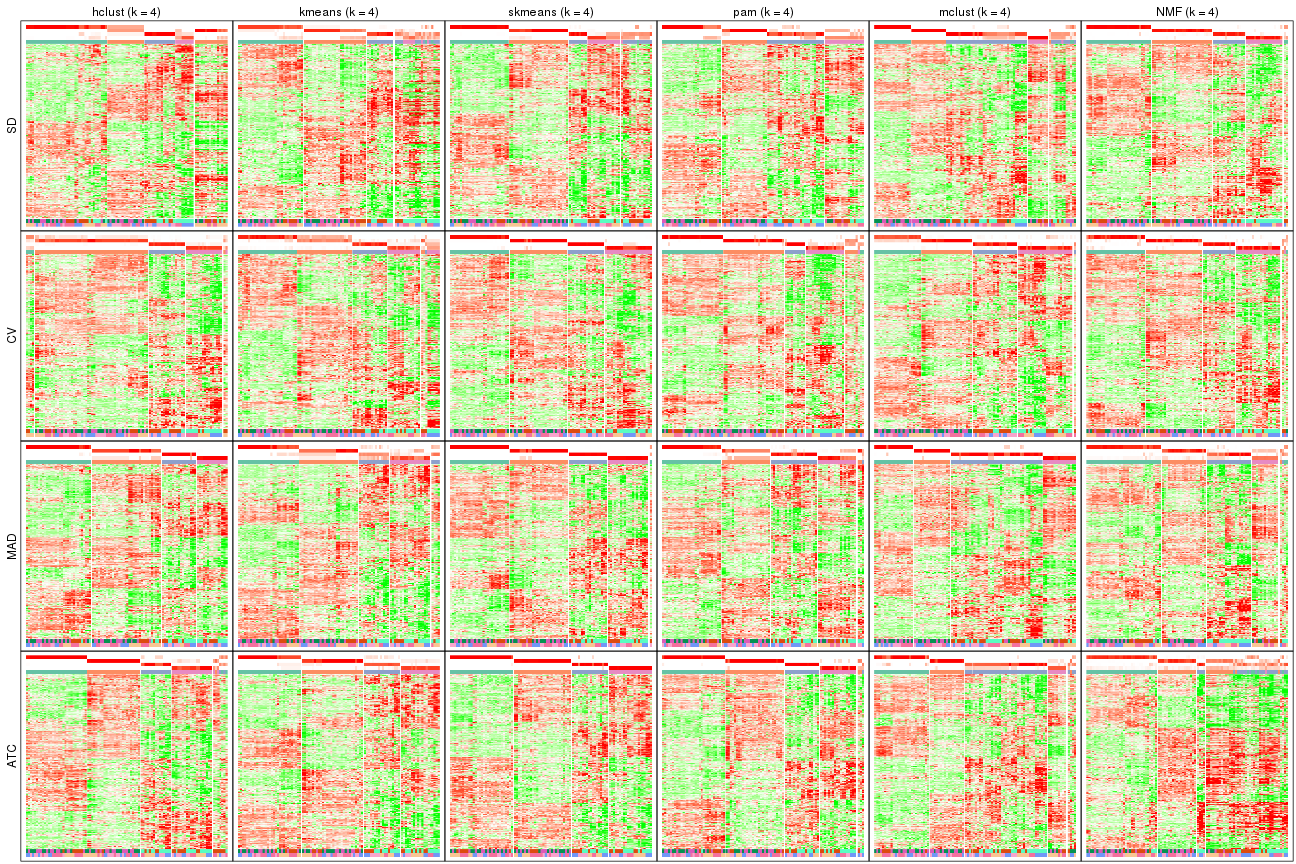 hclust (k = 4) kmeans (k = 4) skmeans (k = 4) pam (k = 4) mclust (k = 4) NMF (k = 4)
SD
CV
MAD
ATC